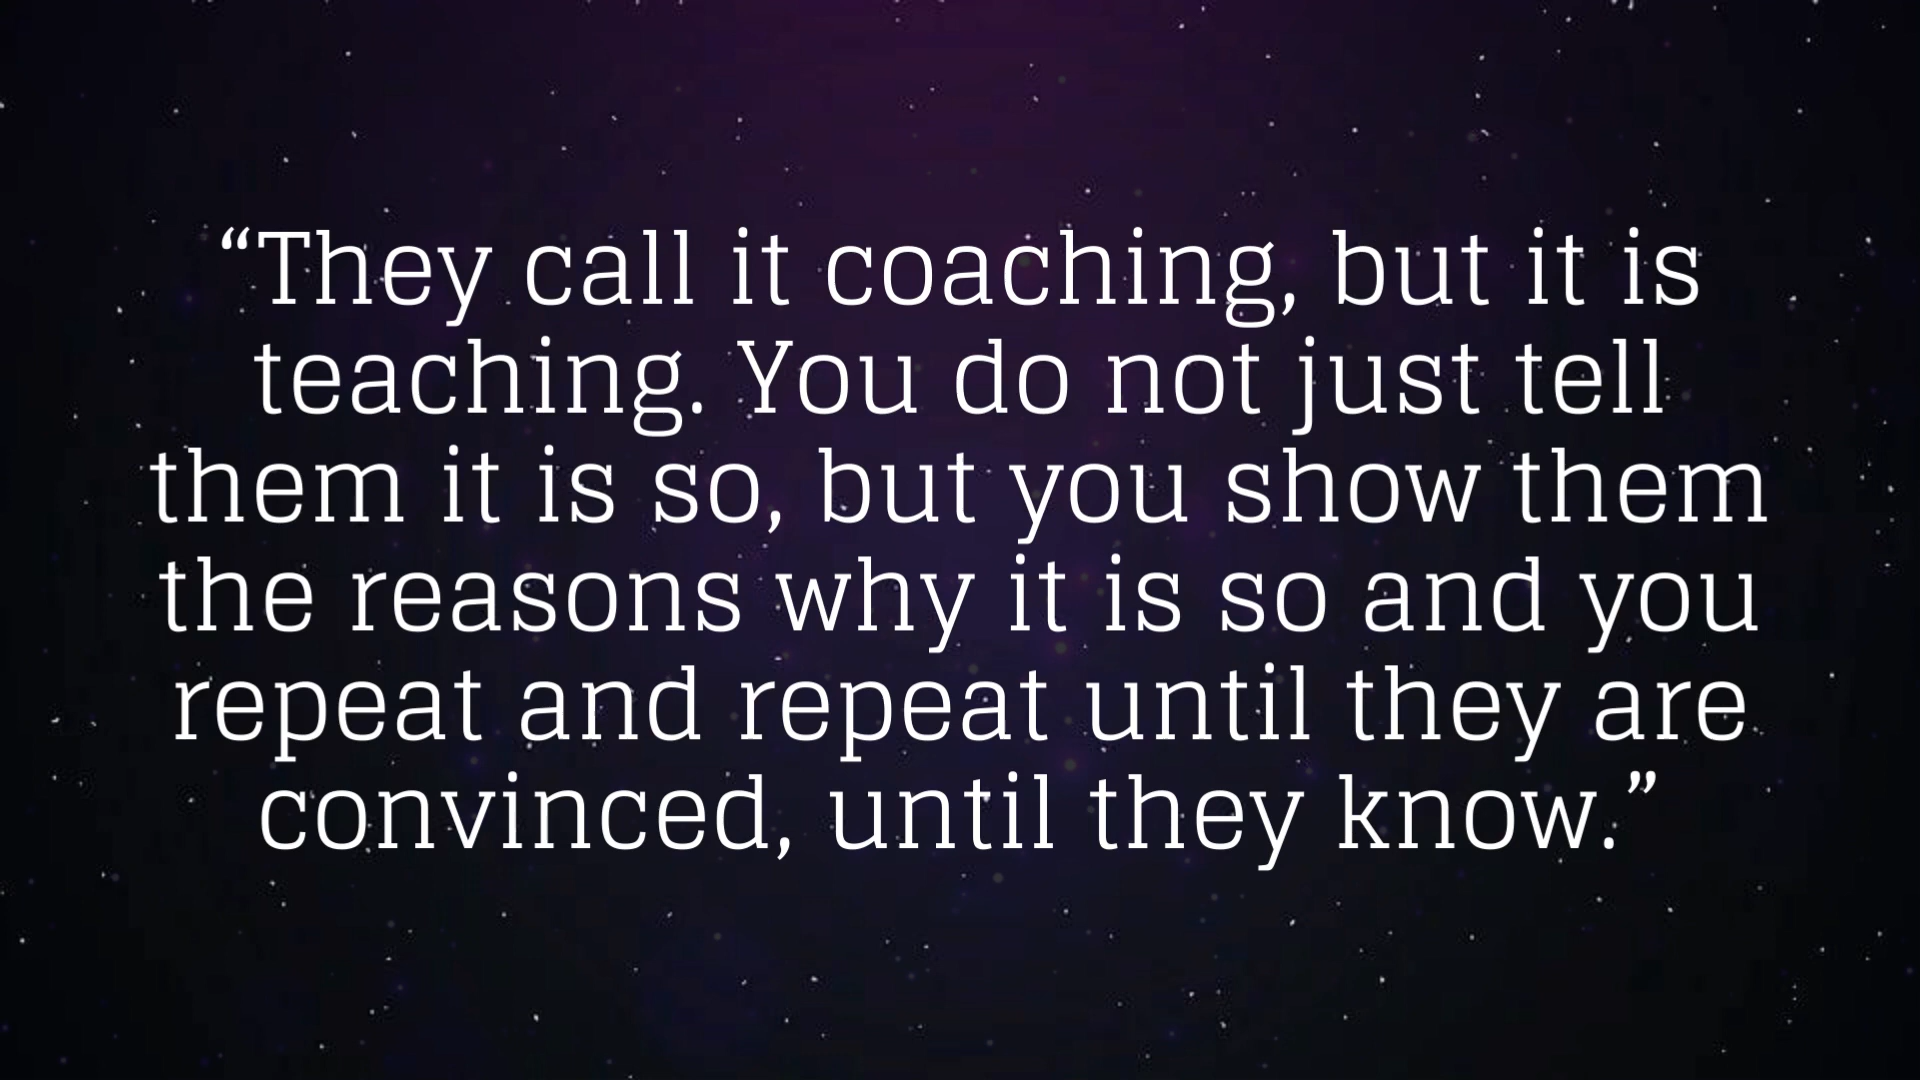 “They call it coaching, but it is
teaching. You do not just tell
them it is so, but you show them
the reasons why it is so and you
repeat and repeat until they are
convinced, until they know.”